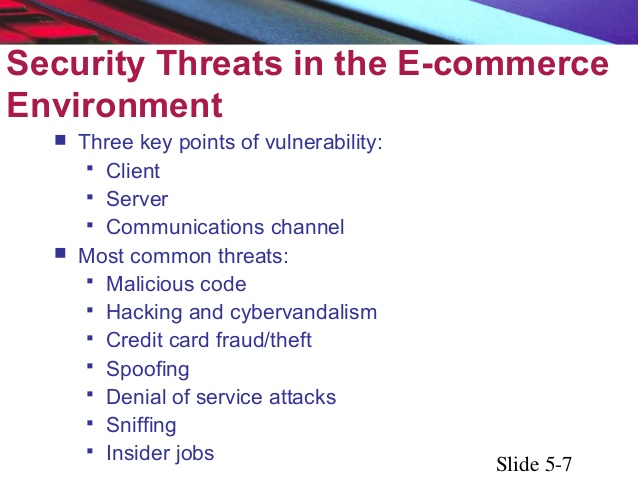 Security Threats in the E-commerce
Environment
Three key points of vulnerability:
Client
Server
Communications channel
Most common threats:
Malicious code
Hacking and cybervandalism
Credit card fraud/theft
Spoofing
Denial of service attacks
Sniffing
Insider jobs
Slide 5-7